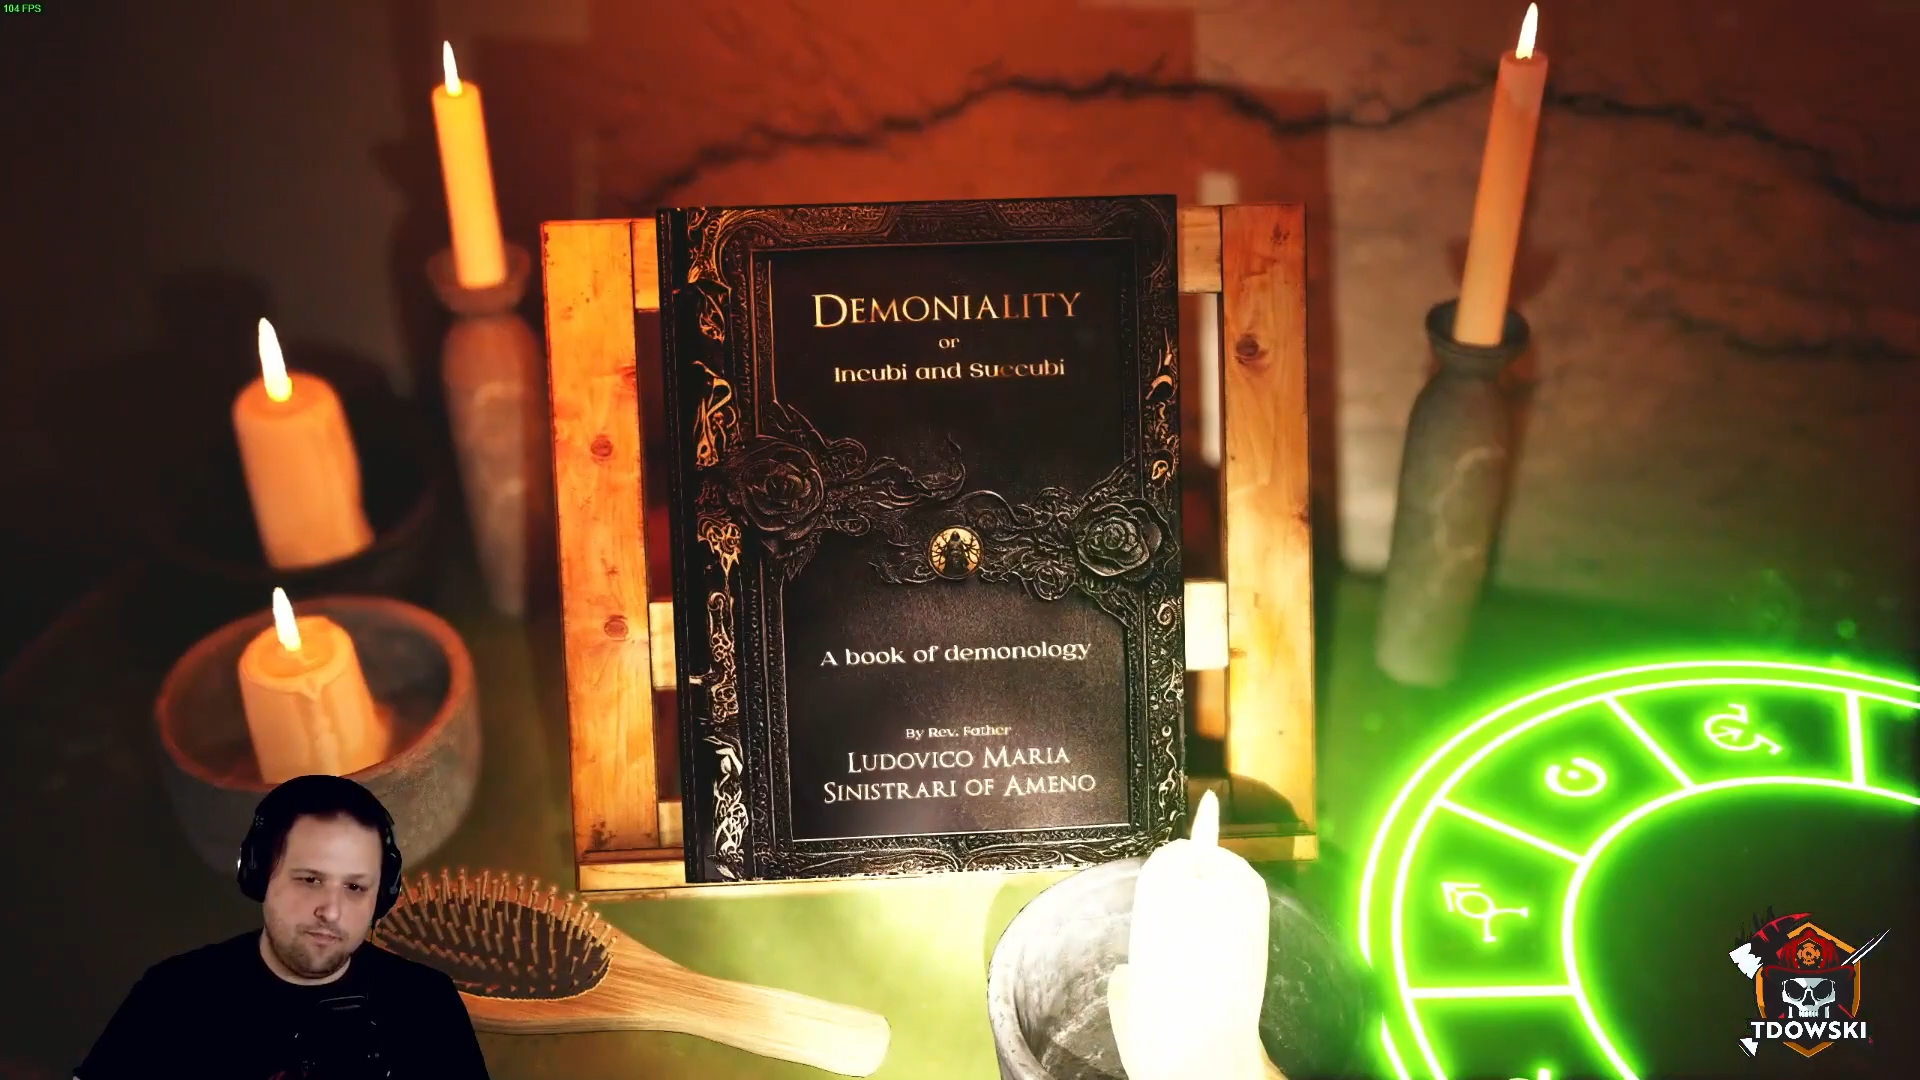 104 FPS
DEMONIALITY
or
Incubi and Succubi
A book of demonology
By Rev. Father
LUDOVICO MARIA
SINISTRARI OF AMENO
TDOWSKI